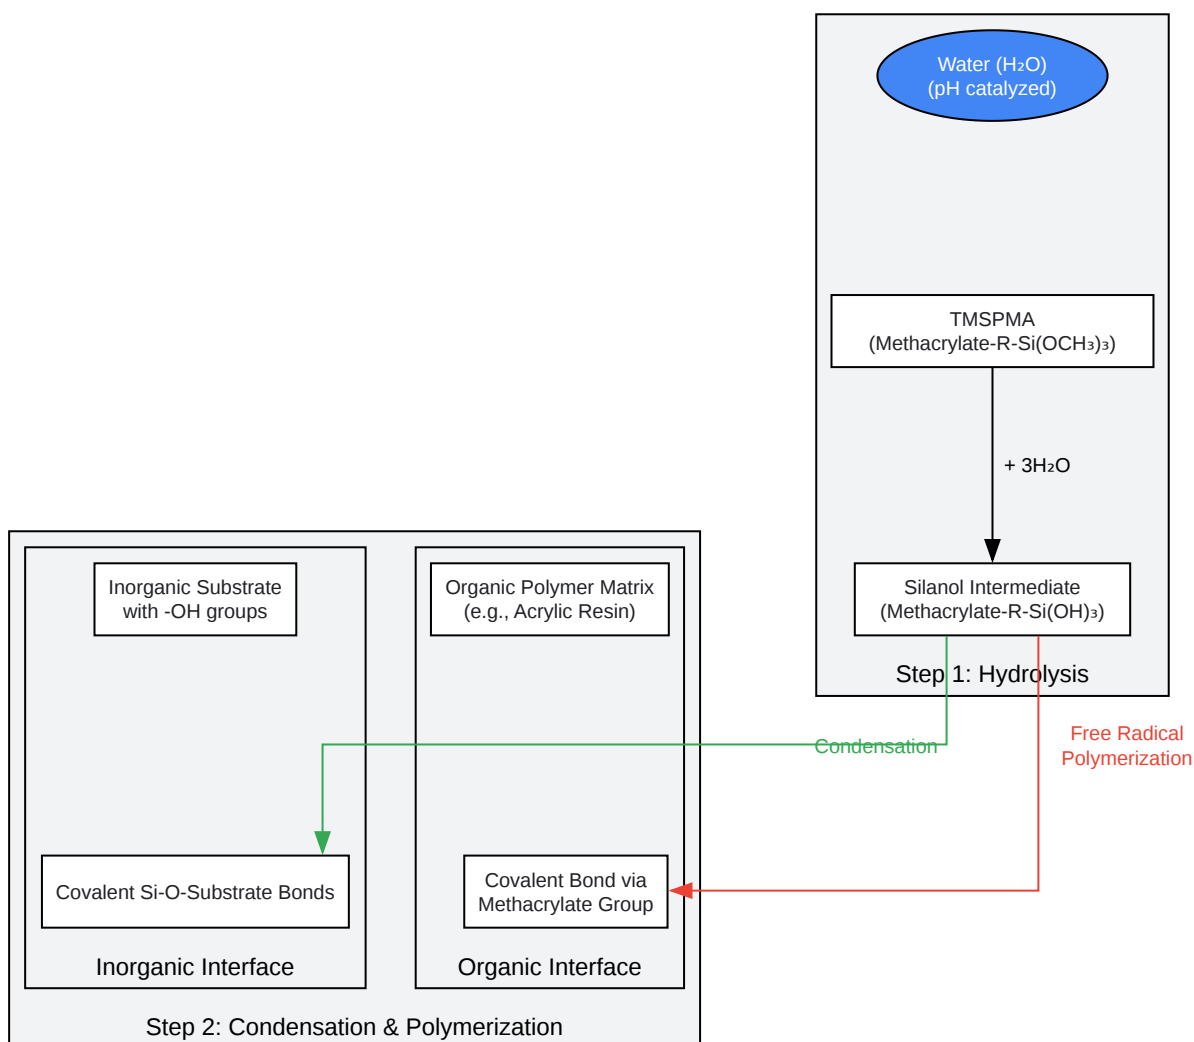 Water (H₂O)
(pH catalyzed)
TMSPMA
(Methacrylate-R-Si(OCH₃)₃)
+ 3H₂O
Silanol Intermediate
(Methacrylate-R-Si(OH)₃)
Step 1: Hydrolysis
Condensation
Free Radical
Polymerization
Inorganic Substrate
with -OH groups
Covalent Si-O-Substrate Bonds
Inorganic Interface
Organic Polymer Matrix
(e.g., Acrylic Resin)
Covalent Bond via
Methacrylate Group
Organic Interface
Step 2: Condensation & Polymerization